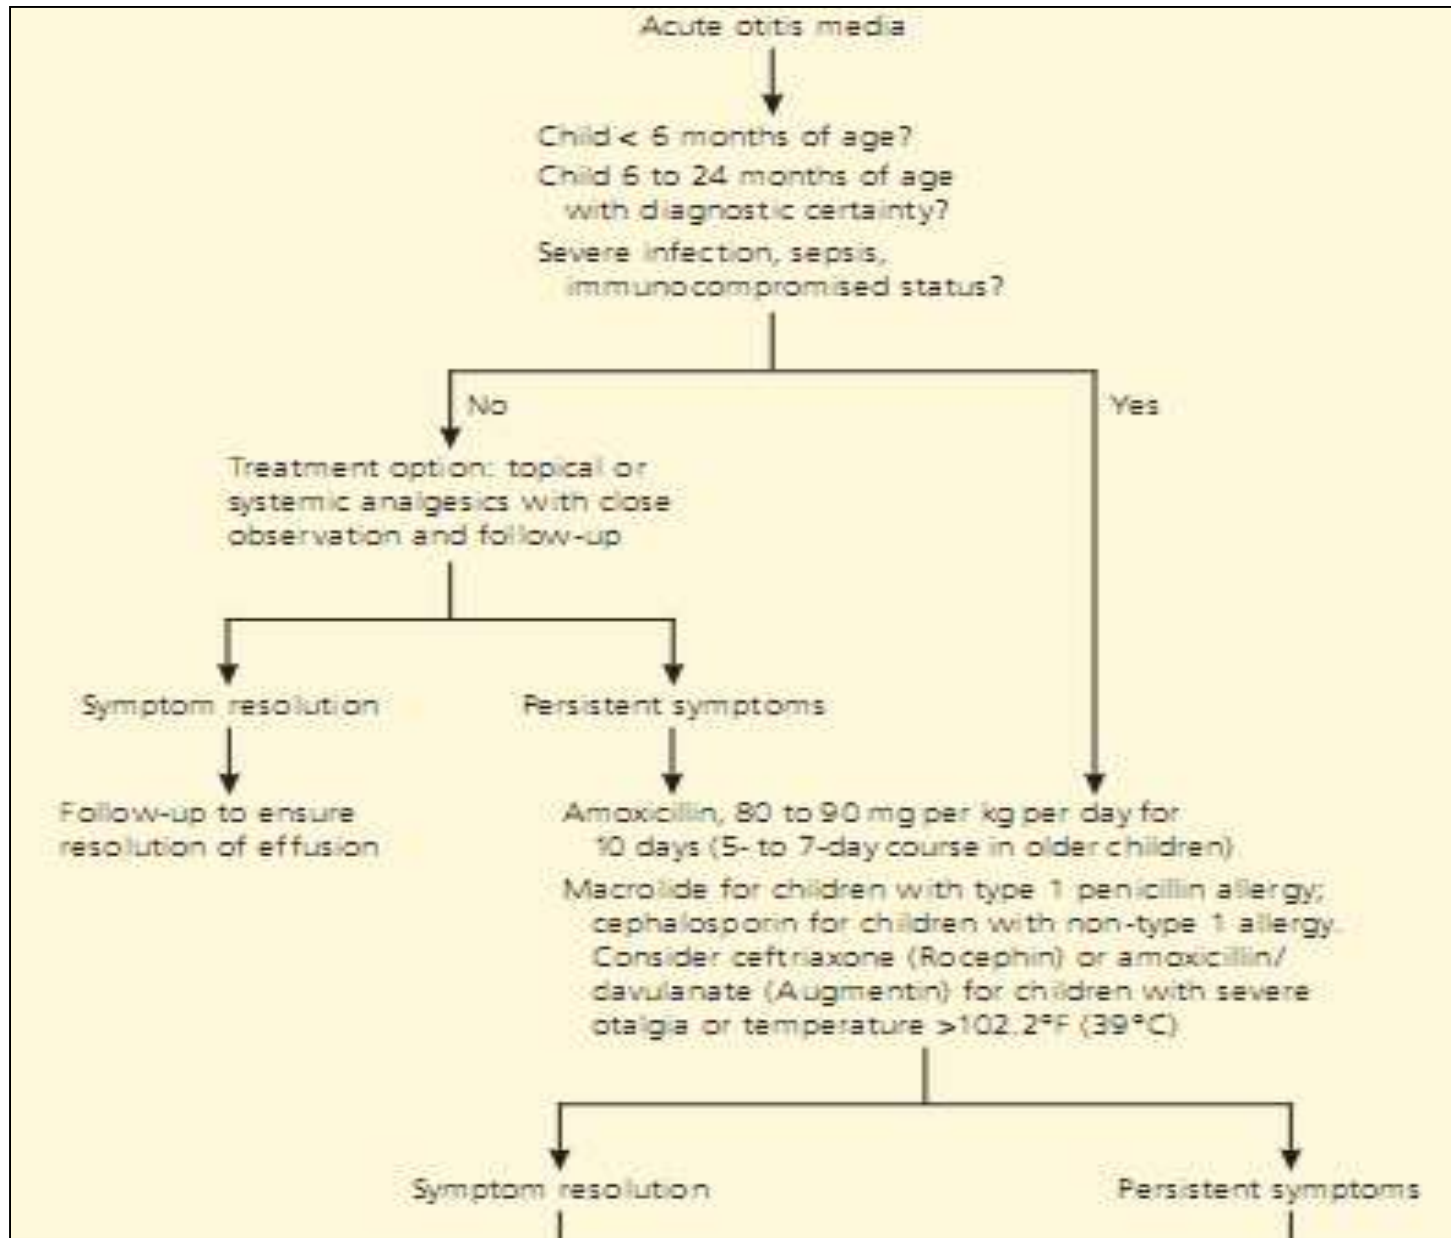 Acute otitis media
Child < 6 months of age?
Child 6 to 24 months of age
with diagnostic certainty?
Severe infection, sepsis,
immunocompromised status?
No
Yes
Treatment option: topical or
systemic analgesics with close
observation and follow-up
Symptom resolution
Persistent symptoms
Follow-up to ensure
resolution of effusion
Amoxicillin, 80 to 90 mg per kg per day for
10 days (5- to 7-day course in older children)
Macrolide for children with type 1 penicillin allergy;
cephalosporin for children with non-type 1 allergy.
Consider ceftriaxone (Rocephin) or amoxicillin/
clavulanate (Augmentin) for children with severe
otalgia or temperature >102.2°F (39°C)
Symptom resolution
Persistent symptoms